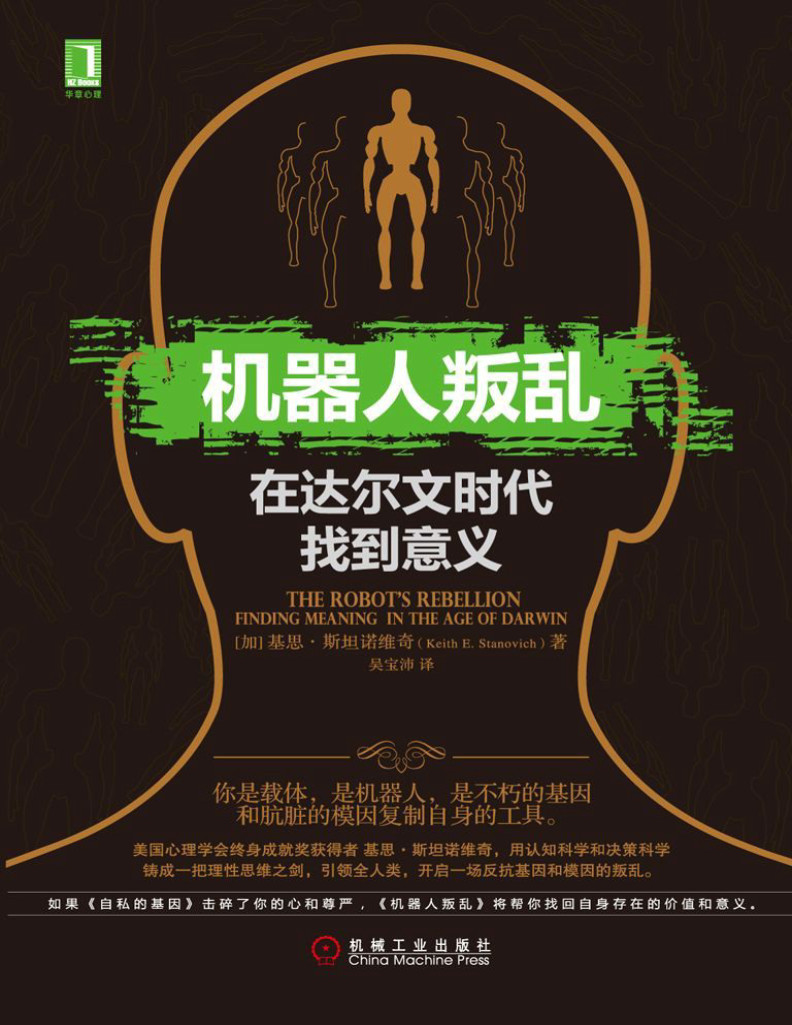 HZ Books
华章心理
机器人叛乱
在达尔文时代
找到意义
THE ROBOT'S REBELLION
FINDING MEANING IN THE AGE OF DARWIN
[加] 基思·斯坦诺维奇 (Keith E. Stanovich) 著
吴宝沛 译
你是载体，是机器人，是不朽的基因
和肮脏的模因复制自身的工具。
美国心理学会终身成就奖获得者 基思·斯坦诺维奇，用认知科学和决策科学
铸成一把理性思维之剑，引领全人类，开启一场反抗基因和模因的叛乱。
如果《自私的基因》击碎了你的心和尊严，《机器人叛乱》将帮你找回自身存在的价值和意义。
机械工业出版社
China Machine Press